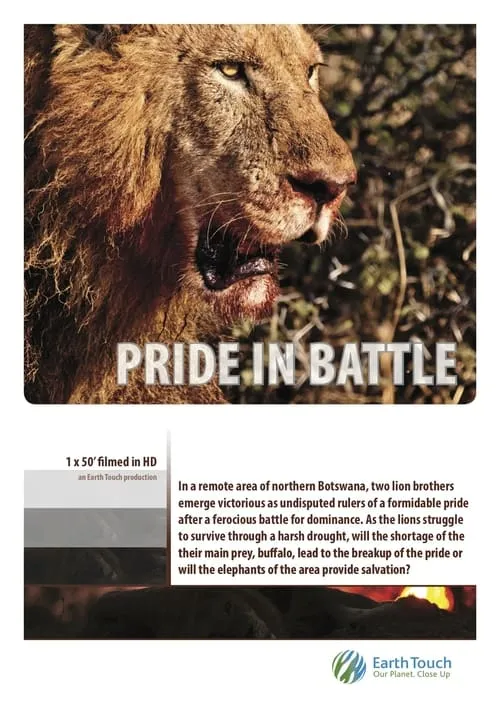 PRIDE IN BATTLE
1 x 50' filmed in HD
an Earth Touch production
In a remote area of northern Botswana, two lion brothers
emerge victorious as undisputed rulers of a formidable pride
after a ferocious battle for dominance. As the lions struggle
to survive through a harsh drought, will the shortage of the
their main prey, buffalo, lead to the breakup of the pride or
will the elephants of the area provide salvation?
Earth Touch
Our Planet. Close Up